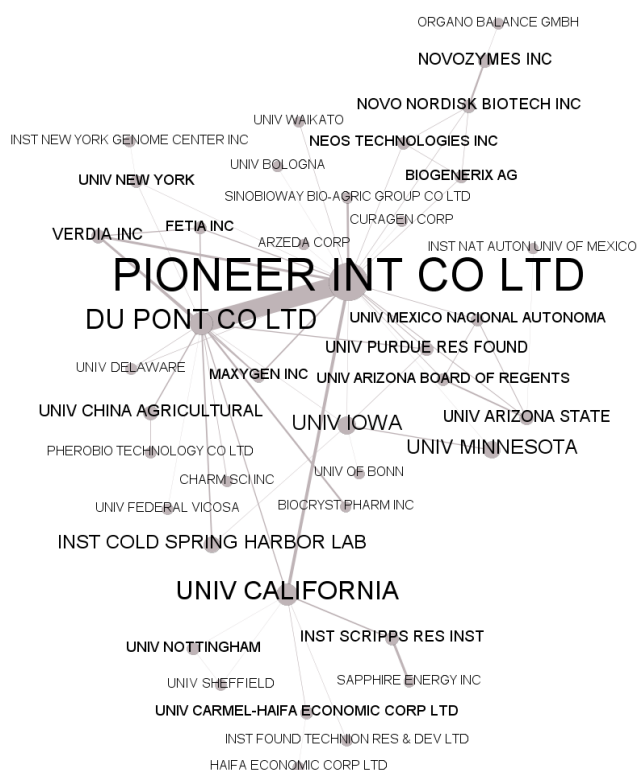 ORGANO BALANCE GMBH
NOVOZYMES INC
NOVO NORDISK BIOTECH INC
UNIV WAIKATO
INST NEW YORK GENOME CENTER INC
NEOS TECHNOLOGIES INC
UNIV BOLOGNA
BIOGENERIX AG
UNIV NEW YORK
SINOBIOWAY BIO-AGRIC GROUP CO LTD
CURAGEN CORP
FETIA INC
VERDIA INC
ARZEDA CORP
INST NAT AUTON UNIV OF MEXICO
PIONEER INT CO LTD
DU PONT CO LTD
UNIV MEXICO NACIONAL AUTONOMA
UNIV PURDUE RES FOUND
UNIV DELAWARE
MAXYGEN INC
UNIV ARIZONA BOARD OF REGENTS
UNIV CHINA AGRICULTURAL
UNIV ARIZONA STATE
UNIV IOWA
UNIV MINNESOTA
PHEROBIO TECHNOLOGY CO LTD
UNIV OF BONN
CHARM SCI INC
BIOCRYST PHARM INC
UNIV FEDERAL VICOSA
INST COLD SPRING HARBOR LAB
UNIV CALIFORNIA
INST SCRIPPS RES INST
UNIV NOTTINGHAM
SAPPHIRE ENERGY INC
UNIV SHEFFIELD
UNIV CARMEL-HAIFA ECONOMIC CORP LTD
INST FOUND TECHNION RES & DEV LTD
HAIFA ECONOMIC CORP LTD